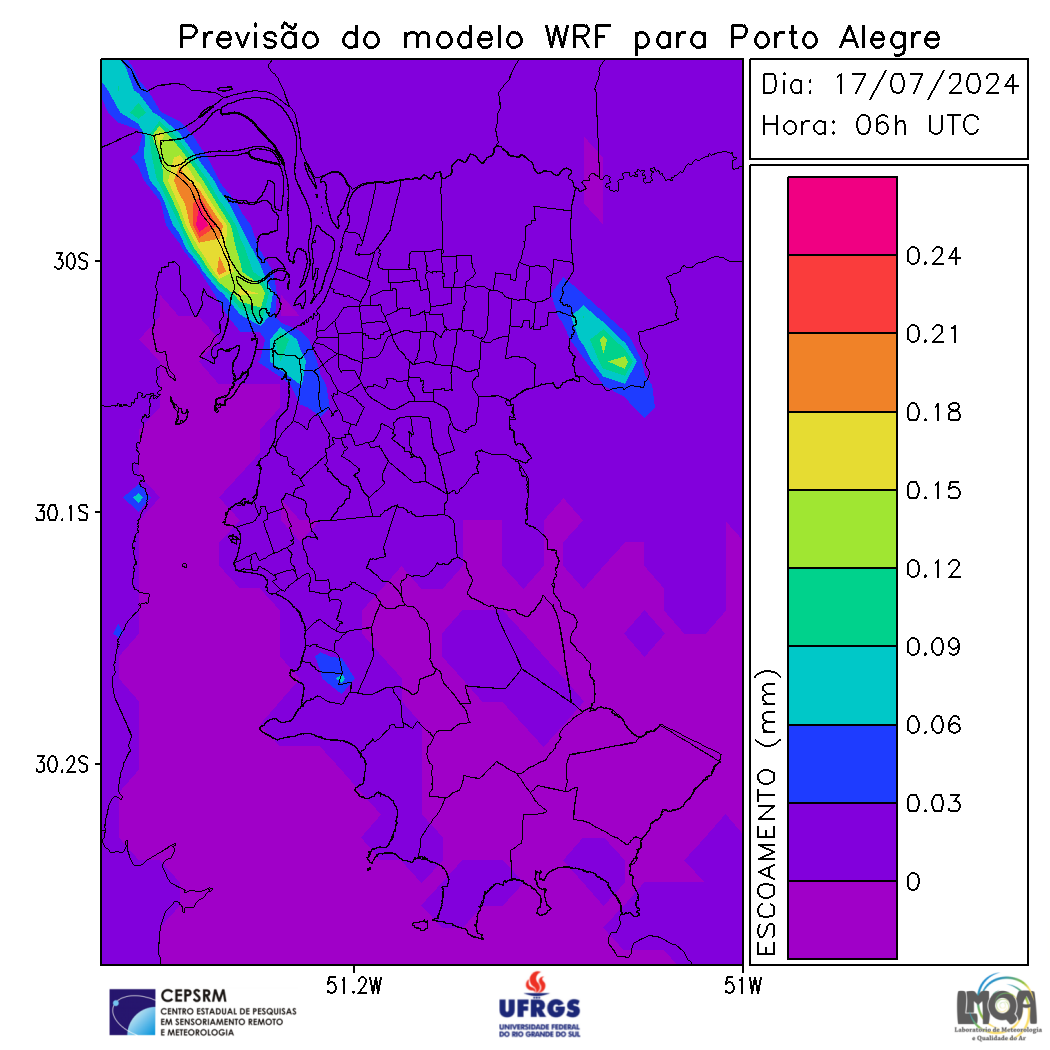 Previsão do modelo WRF para Porto Alegre
Dia: 17/07/2024
Hora: 06h UTC
30S
30.1S
30.2S
51.2W
51W
0.24
0.21
0.18
0.15
0.12
0.09
0.06
0.03
0
ESCOAMENTO (mm)
CEPSRM
CENTRO ESTADUAL DE PESQUISAS
EM SENSORIAMENTO REMOTO
E METEOROLOGIA
UFRGS
UNIVERSIDADE FEDERAL
DO RIO GRANDE DO SUL
LMQA
Laboratório de Meteorologia
e Qualidade do Ar